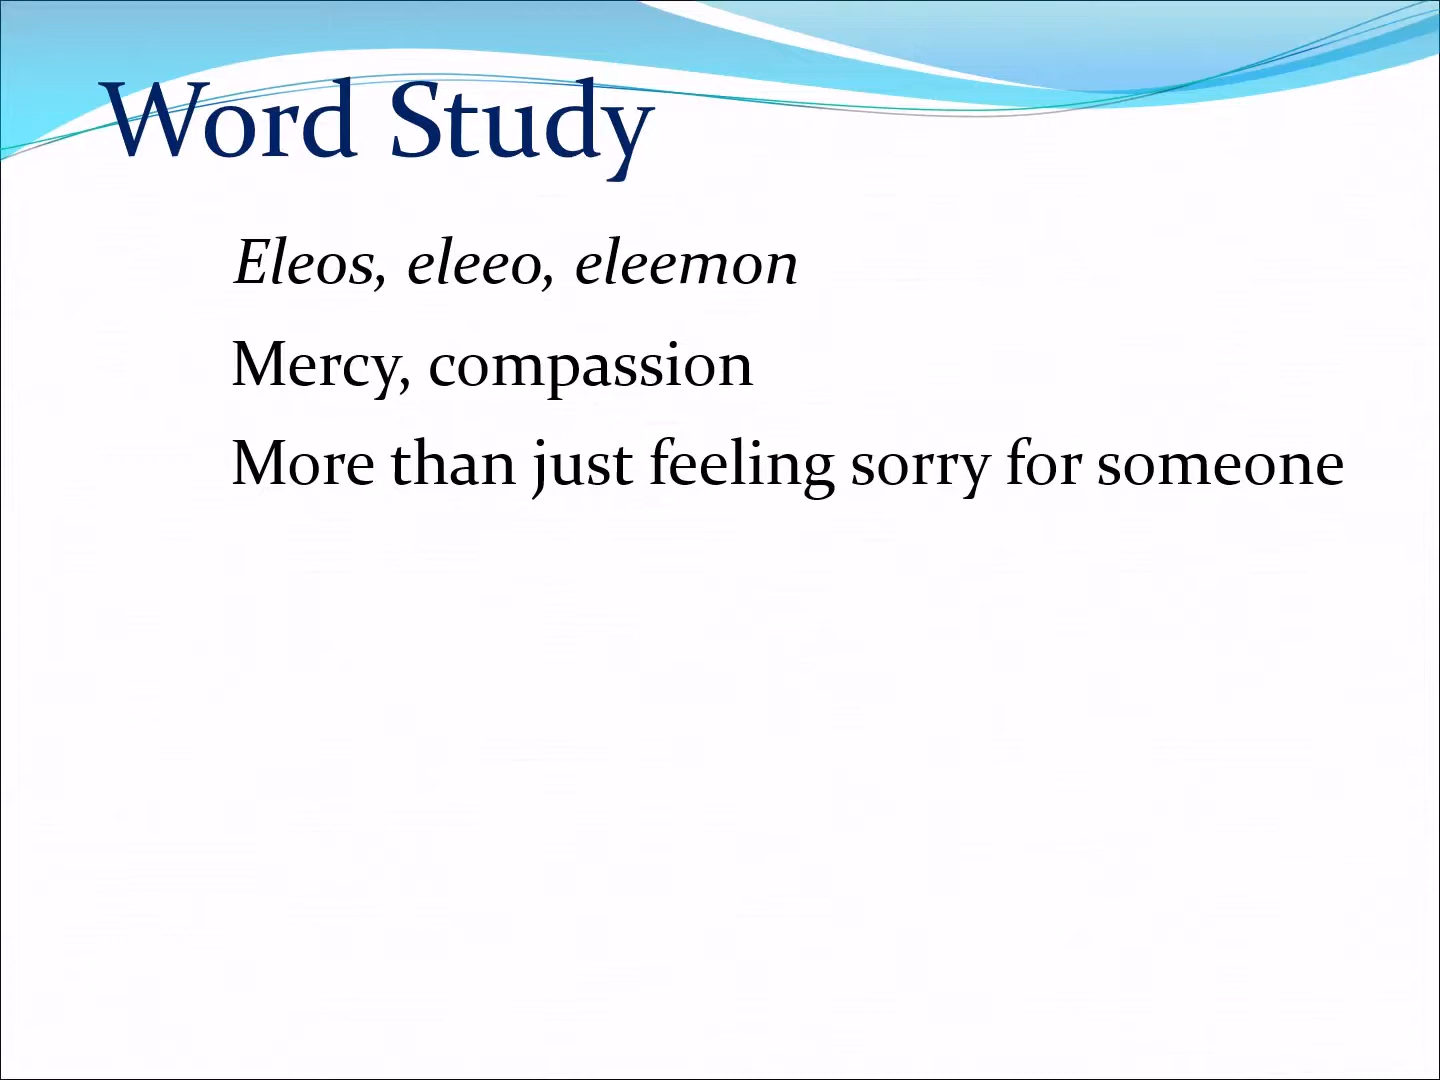 Word Study
Eleos, eleeo, eleemon
Mercy, compassion
More than just feeling sorry for someone